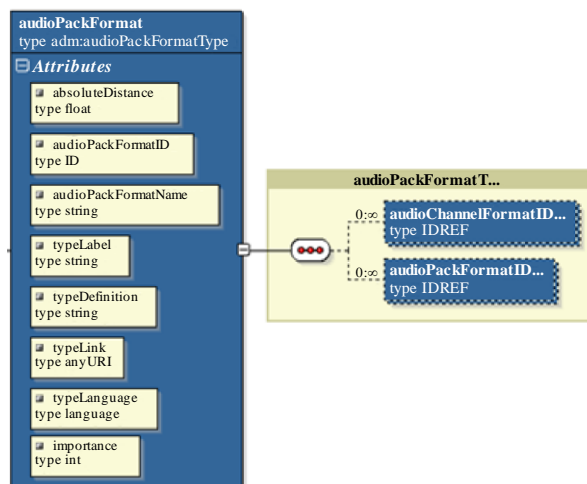 audioPackFormat
type adm:audioPackFormatType
Attributes
absoluteDistance
type float
audioPackFormatID
type ID
audioPackFormatName
type string
typeLabel
type string
typeDefinition
type string
typeLink
type anyURI
typeLanguage
type language
importance
type int
audioPackFormatT...
0:∞
audioChannelFormatID...
type IDREF
0:∞
audioPackFormatID...
type IDREF